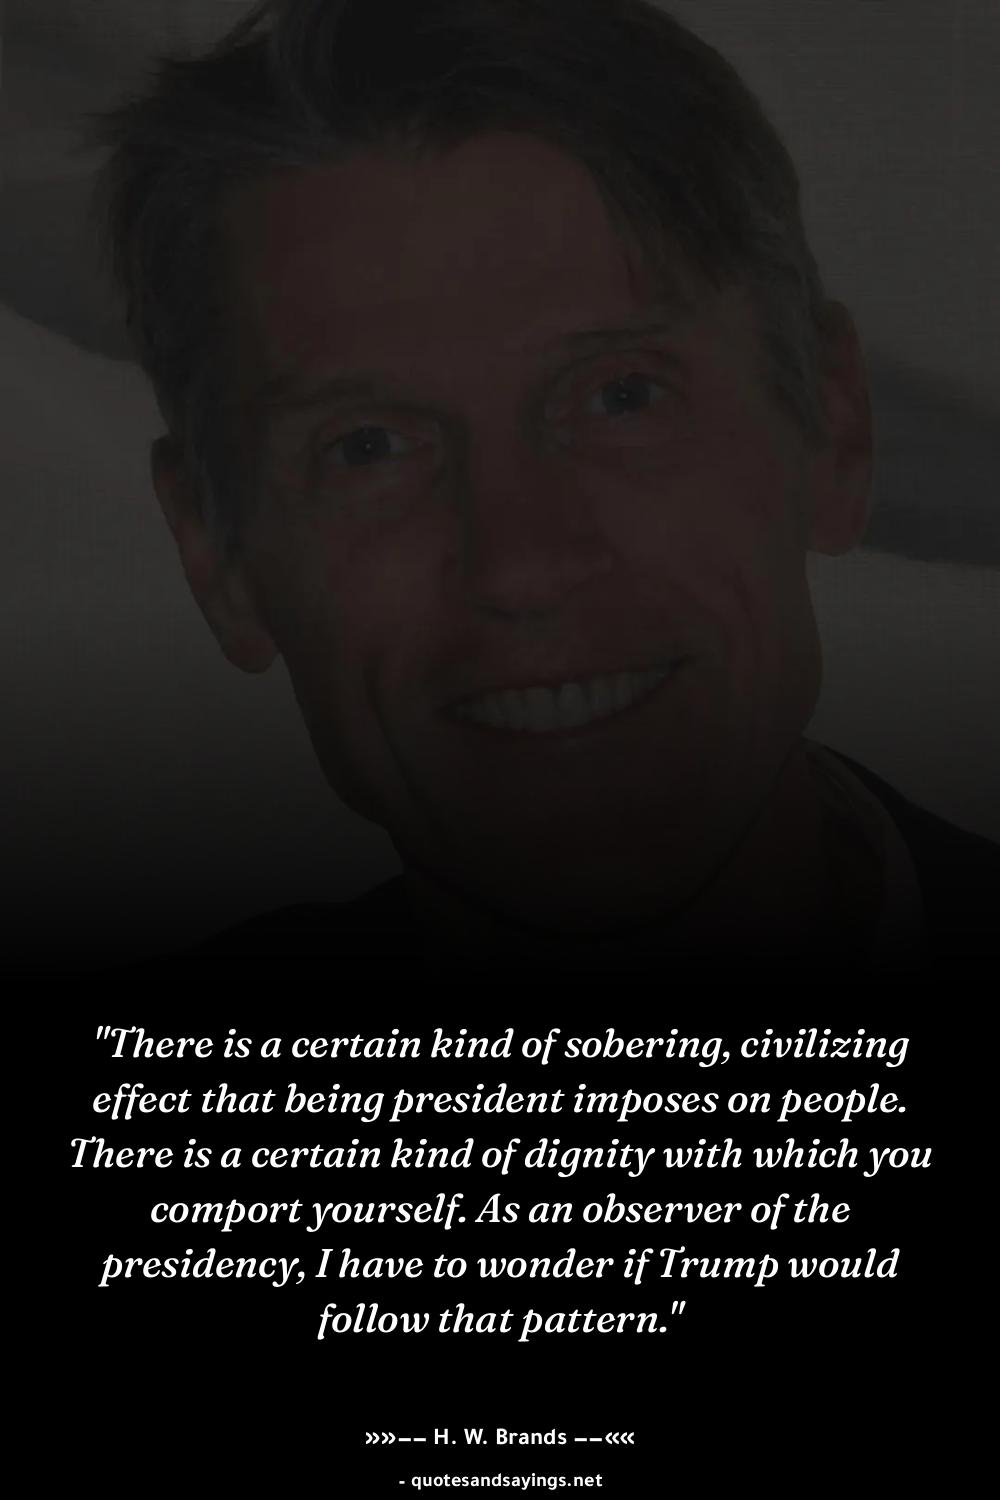 "There is a certain kind of sobering, civilizing
effect that being president imposes on people.
There is a certain kind of dignity with which you
comport yourself. As an observer of the
presidency, I have to wonder if Trump would
follow that pattern."
»»−− H. W. Brands −−««
- quotesandsayings.net